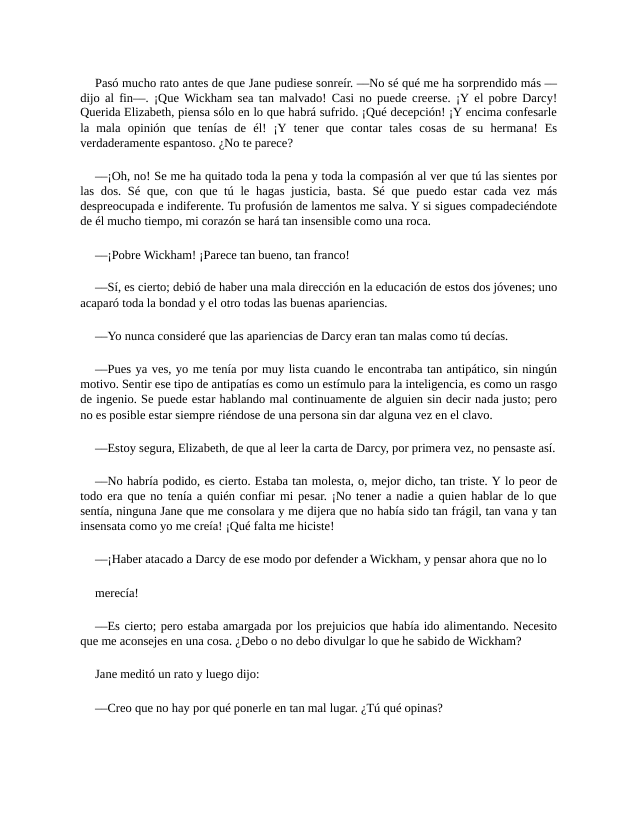 Pasó mucho rato antes de que Jane pudiese sonreír. —No sé qué me ha sorprendido más —
dijo al fin—. ¡Que Wickham sea tan malvado! Casi no puede creerse. ¡Y el pobre Darcy!
Querida Elizabeth, piensa sólo en lo que habrá sufrido. ¡Qué decepción! ¡Y encima confesarle
la mala opinión que tenías de él! ¡Y tener que contar tales cosas de su hermana! Es
verdaderamente espantoso. ¿No te parece?
—¡Oh, no! Se me ha quitado toda la pena y toda la compasión al ver que tú las sientes por
las dos. Sé que, con que tú le hagas justicia, basta. Sé que puedo estar cada vez más
despreocupada e indiferente. Tu profusión de lamentos me salva. Y si sigues compadeciéndote
de él mucho tiempo, mi corazón se hará tan insensible como una roca.
—¡Pobre Wickham! ¡Parece tan bueno, tan franco!
—Sí, es cierto; debió de haber una mala dirección en la educación de estos dos jóvenes; uno
acaparó toda la bondad y el otro todas las buenas apariencias.
—Yo nunca consideré que las apariencias de Darcy eran tan malas como tú decías.
—Pues ya ves, yo me tenía por muy lista cuando le encontraba tan antipático, sin ningún
motivo. Sentir ese tipo de antipatías es como un estímulo para la inteligencia, es como un rasgo
de ingenio. Se puede estar hablando mal continuamente de alguien sin decir nada justo; pero
no es posible estar siempre riéndose de una persona sin dar alguna vez en el clavo.
—Estoy segura, Elizabeth, de que al leer la carta de Darcy, por primera vez, no pensaste así.
—No habría podido, es cierto. Estaba tan molesta, o, mejor dicho, tan triste. Y lo peor de
todo era que no tenía a quién confiar mi pesar. ¡No tener a nadie a quien hablar de lo que
sentía, ninguna Jane que me consolara y me dijera que no había sido tan frágil, tan vana y tan
insensata como yo me creía! ¡Qué falta me hiciste!
—¡Haber atacado a Darcy de ese modo por defender a Wickham, y pensar ahora que no lo
merecía!
—Es cierto; pero estaba amargada por los prejuicios que había ido alimentando. Necesito
que me aconsejes en una cosa. ¿Debo o no debo divulgar lo que he sabido de Wickham?
Jane meditó un rato y luego dijo:
—Creo que no hay por qué ponerle en tan mal lugar. ¿Tú qué opinas?